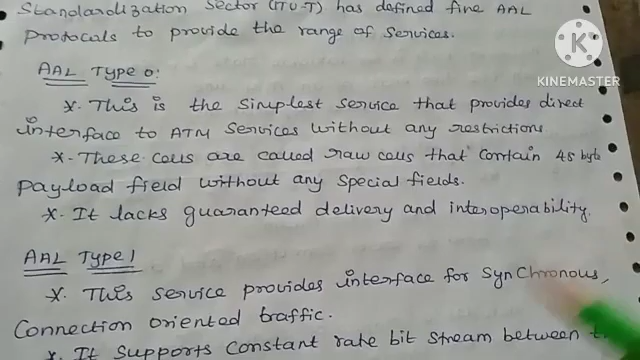 Standardization Sector (ITU-T) has defined five AAL
Protocals to provide the range of services.
KINEMASTER
AAL Type 0:
*. This is the simplest service that provides direct
interface to ATM services without any restrictions
*. These cells are called raw cells that contain 48 byte
payload field without any special fields.
*. It lacks guaranteed delivery and interoperability.
AAL Type 1
*. This service provides interface for Synchronous,
Connection oriented traffic.
*. It supports constant rate bit stream between